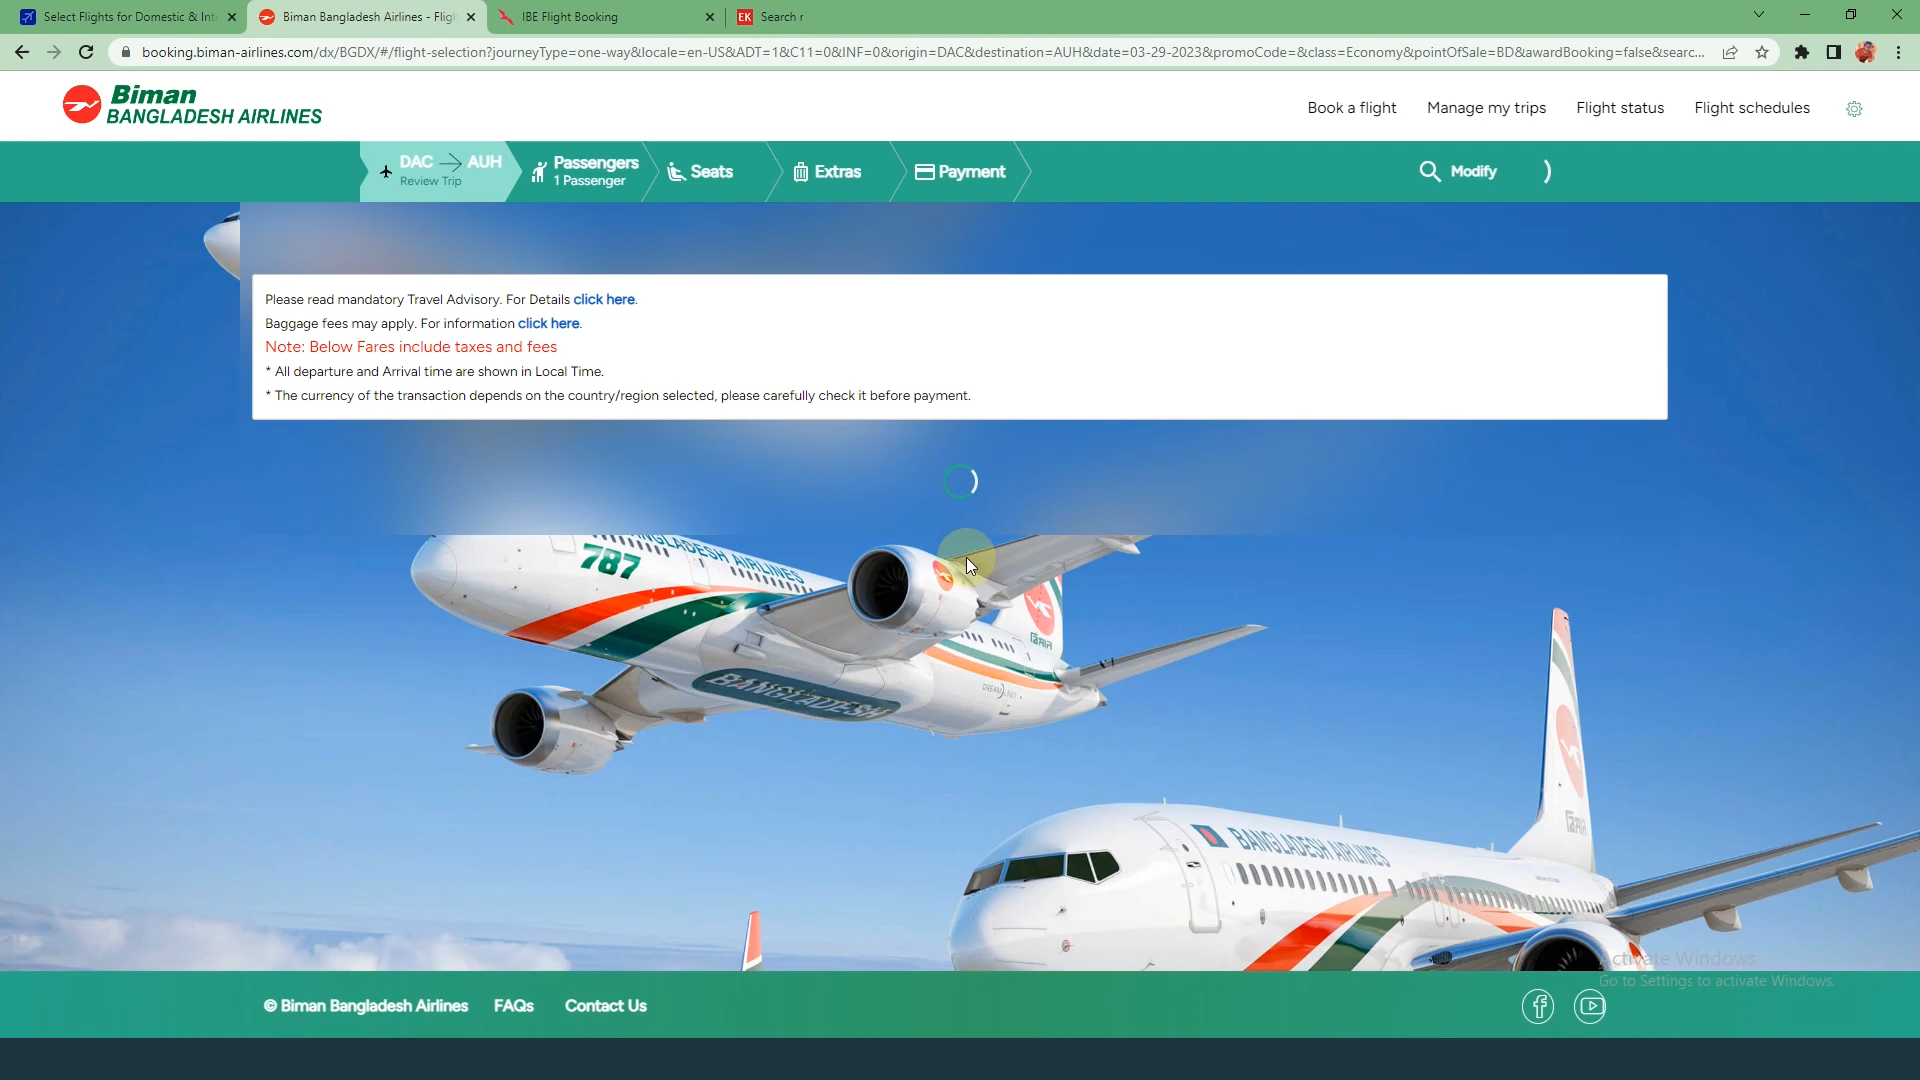 Select Flights for Domestic & Int
Biman Bangladesh Airlines - Fligh
IBE Flight Booking
EK
Search r
booking.biman-airlines.com/dx/BGDX/#/flight-selection?journeyType=one-way&locale=en-US&ADT=1&C11=0&INF=0&origin=DAC&destination=AUH&date=03-29-2023&promoCode=&class=Economy&pointOfSale=BD&awardBooking=false&searc...
Biman
BANGLADESH AIRLINES
Book a flight
Manage my trips
Flight status
Flight schedules
DAC
AUH
Review Trip
Passengers
1 Passenger
Seats
Extras
Payment
Modify
Please read mandatory Travel Advisory. For Details click here.
Baggage fees may apply. For information click here.
Note: Below Fares include taxes and fees
* All departure and Arrival time are shown in Local Time.
* The currency of the transaction depends on the country/region selected, please carefully check it before payment.
787
BANGLADESH
BANGLADESH AIRLINES
Activate Windows
Go to Settings to activate Windows.
© Biman Bangladesh Airlines
FAQs
Contact Us